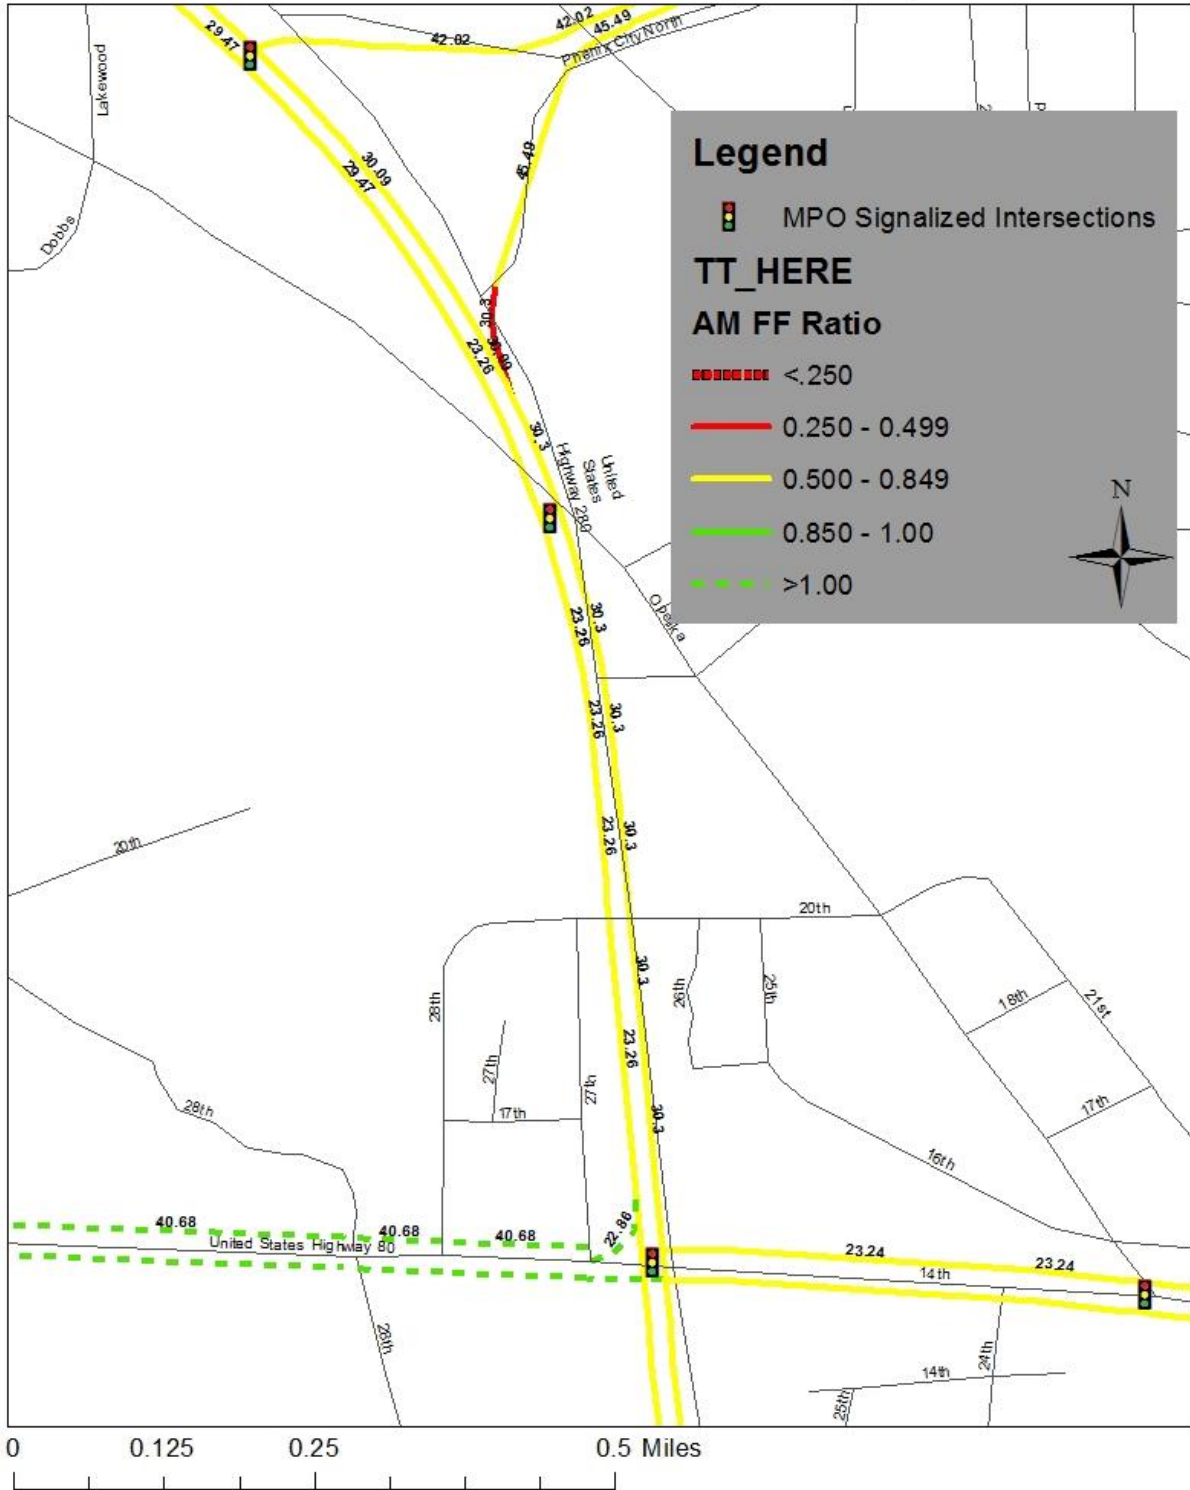 42.02
45.49
29.47
42.02
Phenix City North
Lakewood
30.09
29.47
45.49
Dobbs
Legend
MPO Signalized Intersections
TT_HERE
AM FF Ratio
<.250
0.250 - 0.499
0.500 - 0.849
0.850 - 1.00
>1.00
N
30.3
30.09
23.26
30.3
United
States
Highway 280
23.26
30.3
Opelika
23.26
30.3
23.26
30.3
20th
20th
30.3
26th
25th
28th
18th
21st
23.26
27th
27th
17th
30.3
17th
28th
16th
40.68
40.68
40.68
22.86
United States Highway 80
23.24
23.24
14th
28th
24th
14th
25th
0
0.125
0.25
0.5 Miles